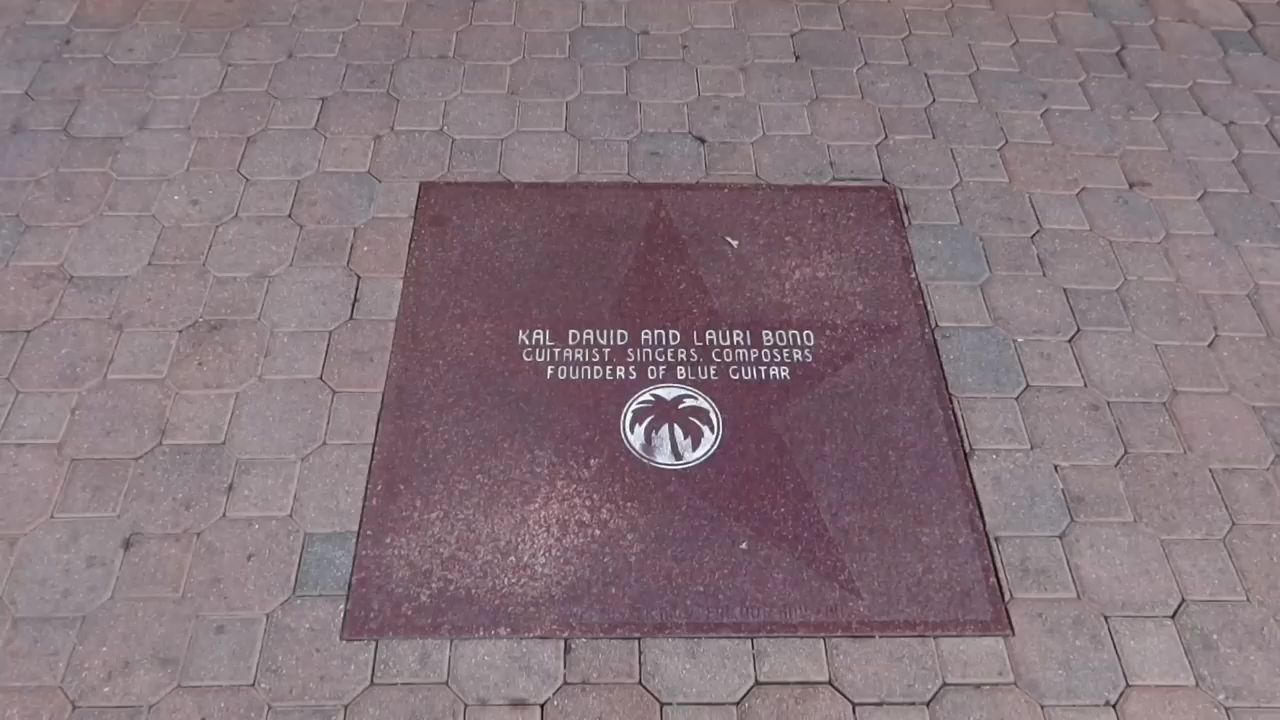 KAL DAVID AND LAURI BONO
GUITARIST, SINGERS, COMPOSERS
FOUNDERS OF BLUE GUITAR